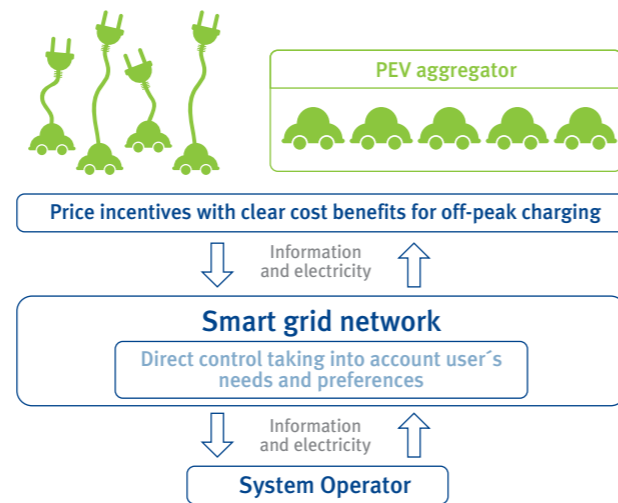 PEV aggregator
Price incentives with clear cost benefits for off-peak charging
Information
and electricity
Smart grid network
Direct control taking into account user´s
needs and preferences
Information
and electricity
System Operator